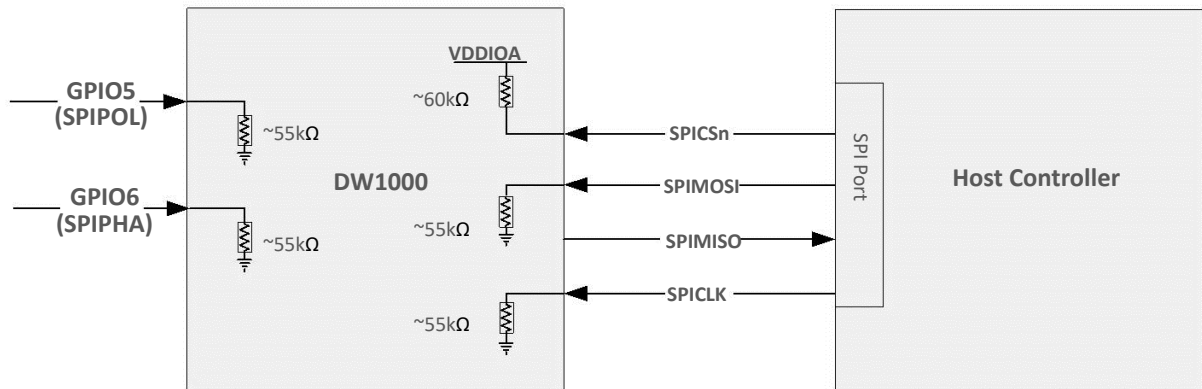 VDDIOA
GPIO5
(SPIPOL)
~60kΩ
~55kΩ
SPICSn
DW1000
SPIMOSI
SPI Port
Host Controller
GPIO6
(SPIPHA)
~55kΩ
~55kΩ
SPIMISO
SPICLK
~55kΩ